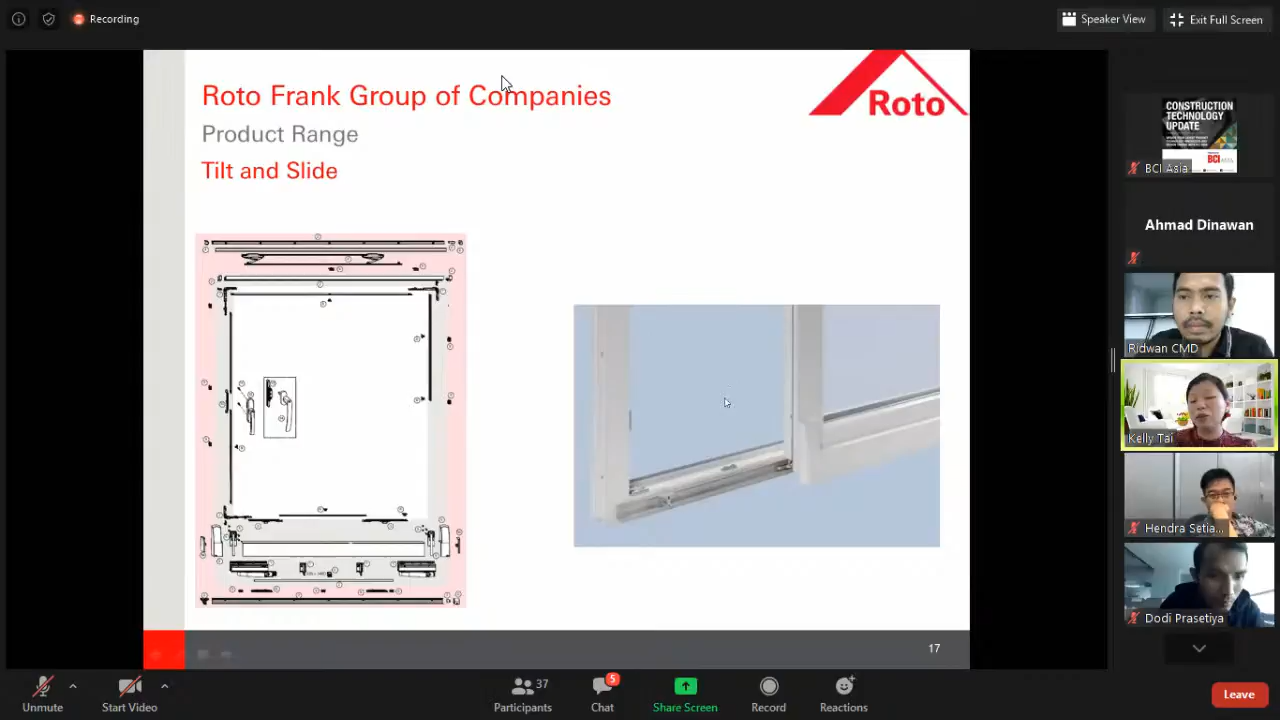 Recording
Speaker View
Exit Full Screen
Roto Frank Group of Companies
Product Range
Tilt and Slide
Roto
17
CONSTRUCTION
TECHNOLOGY
UPDATE
BCI
BCI Asia
Ahmad Dinawan
Ridwan CMD
Kelly Tai
Hendra Setia...
Dodi Prasetiya
Unmute
Start Video
37
Participants
5
Chat
Share Screen
Record
Reactions
Leave